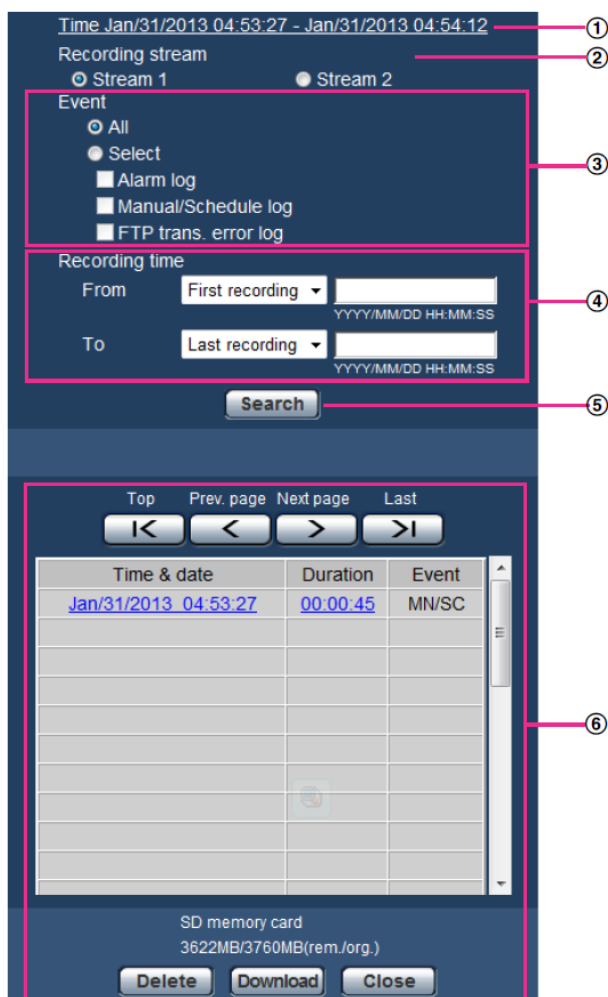 Time Jan/31/2013 04:53:27 - Jan/31/2013 04:54:12 ①
Recording stream ②
Stream 1 Stream 2
Event
All
Select ③
Alarm log
Manual/Schedule log
FTP trans. error log
Recording time
From First recording ④
YYYY/MM/DD HH:MM:SS
To Last recording
YYYY/MM/DD HH:MM:SS
Search ⑤
Top Prev. page Next page Last
Time & date Duration Event
Jan/31/2013 04:53:27 00:00:45 MN/SC
⑥
SD memory card
3622MB/3760MB(rem./org.)
Delete Download Close